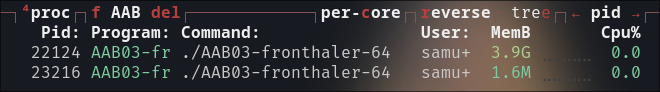 ⁴proc f AAB del per-core reverse tree ← pid →
Pid: Program: Command: User: MemB Cpu%
22124 AAB03-fr ./AAB03-fronthaler-64 samu+ 3.9G 0.0
23216 AAB03-fr ./AAB03-fronthaler-64 samu+ 1.6M 0.0